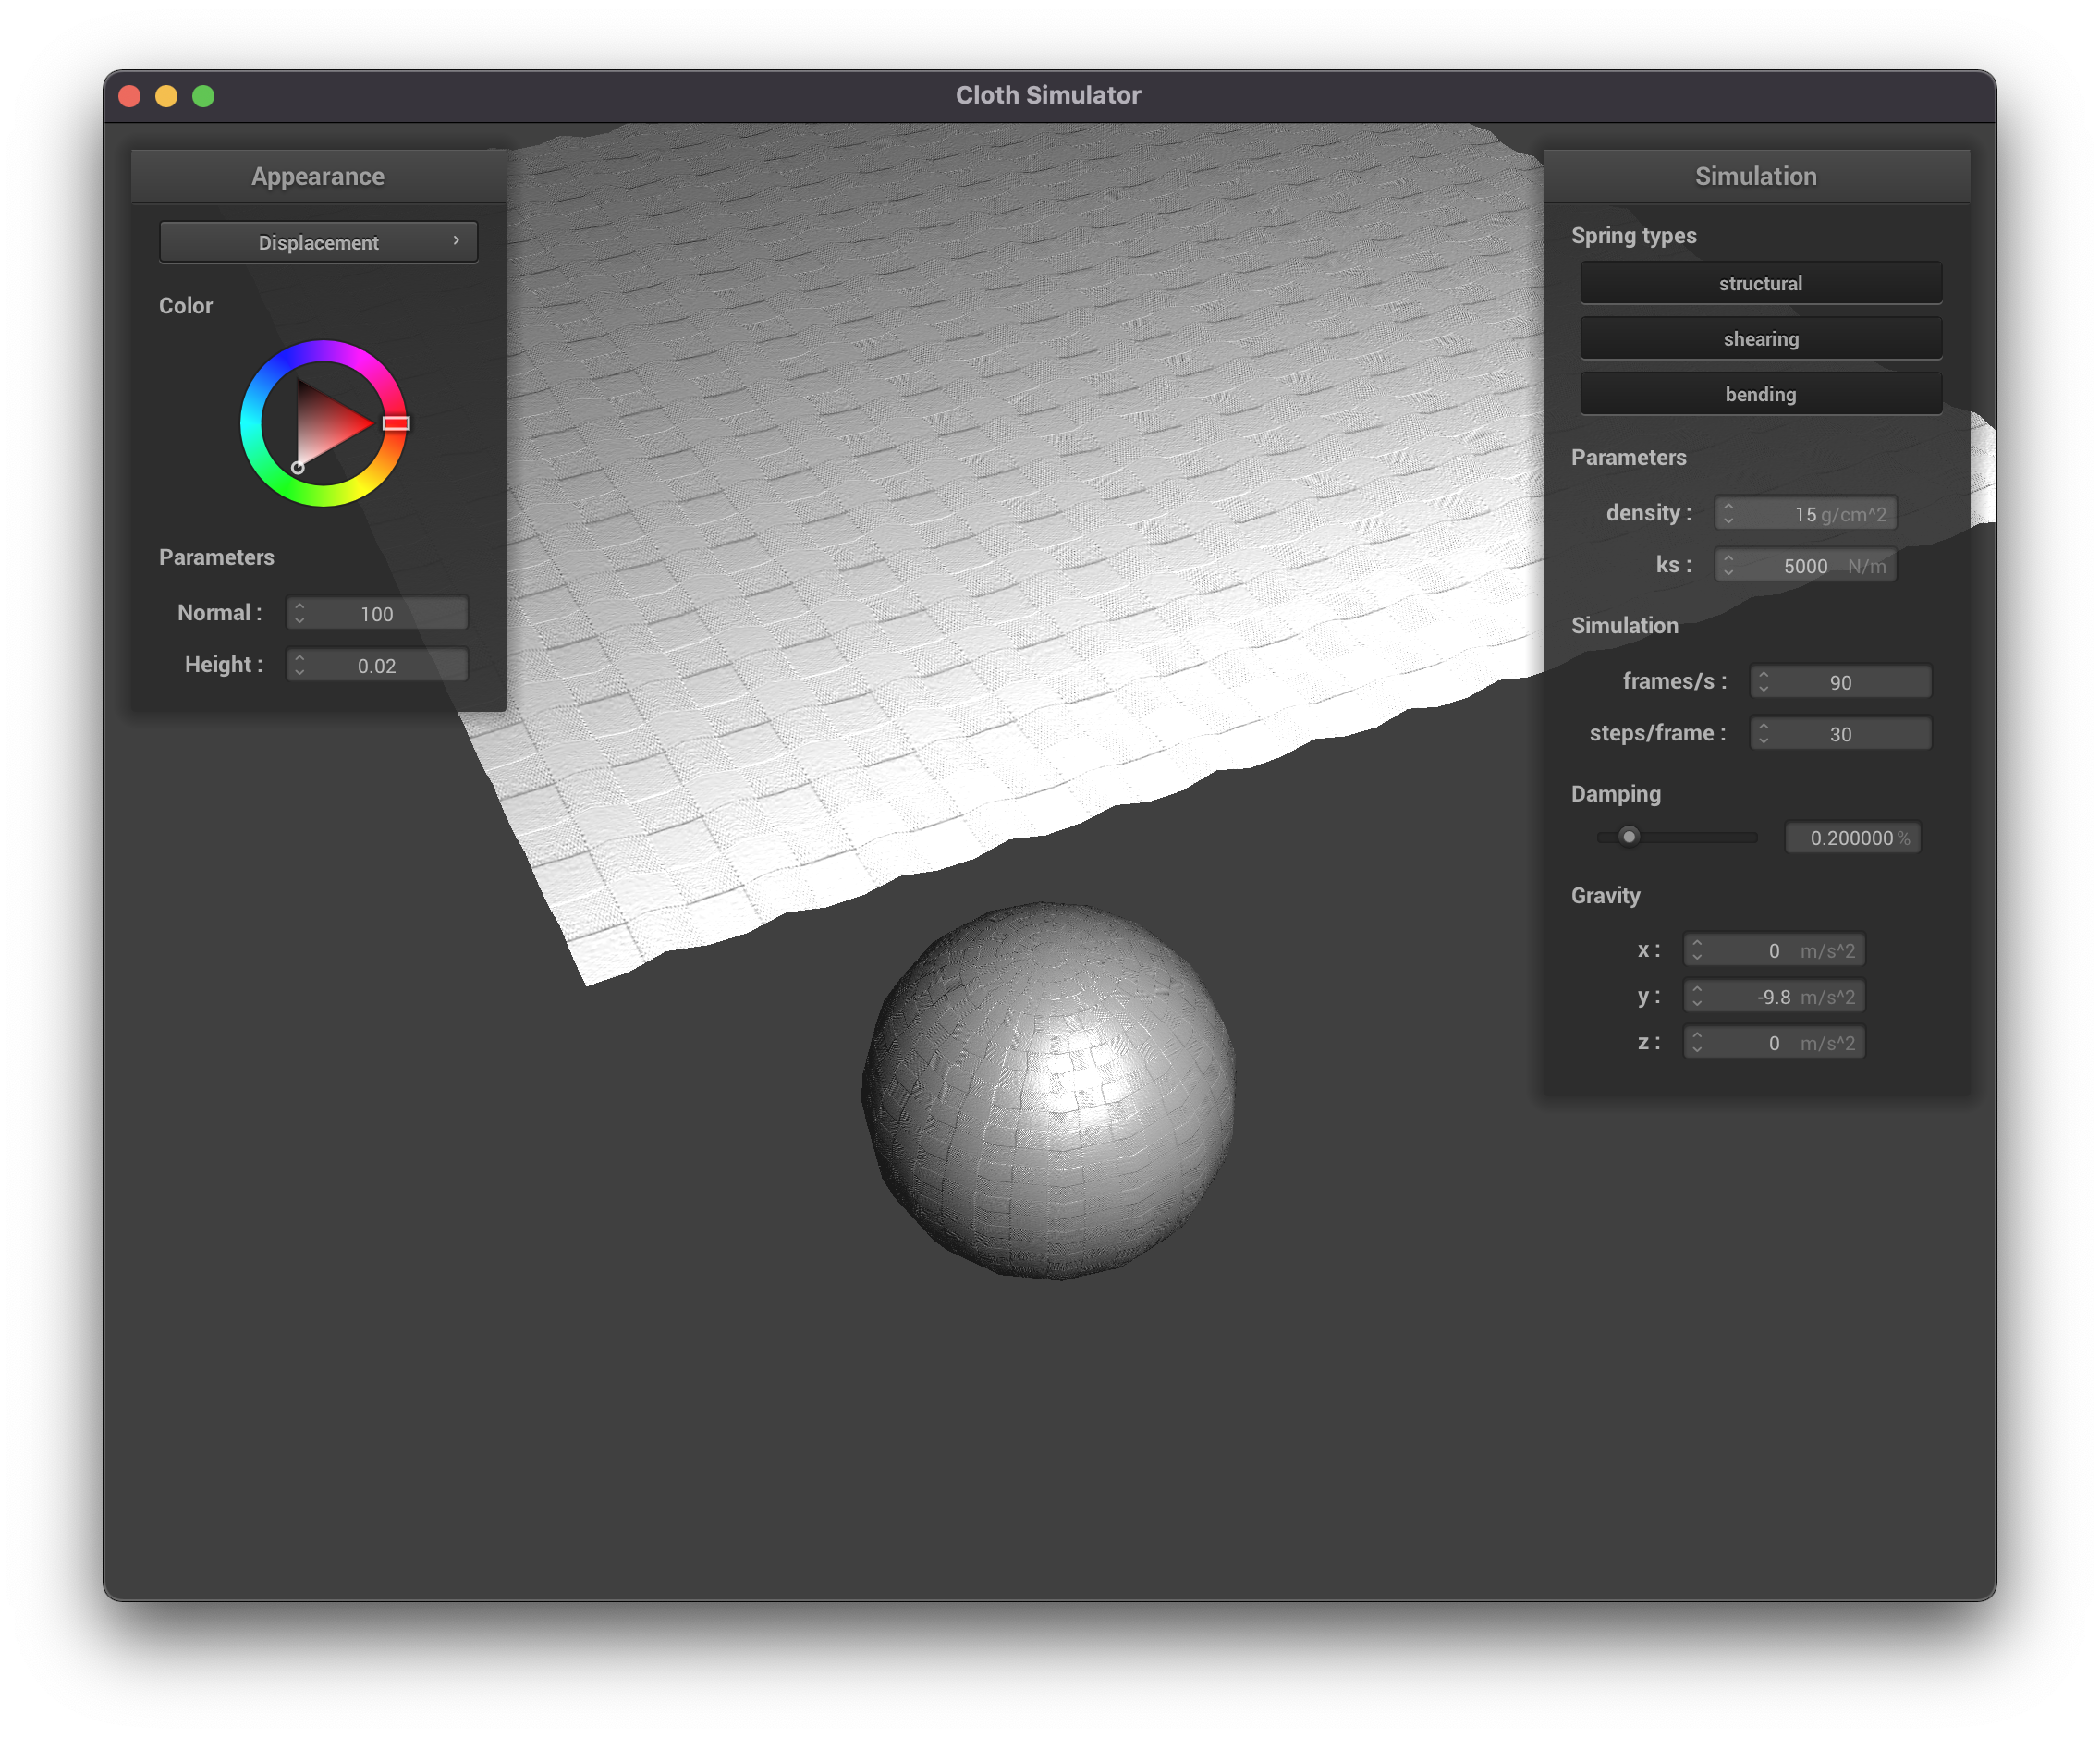 Cloth Simulator
Appearance
Displacement
Color
Parameters
Normal : 100
Height : 0.02
Simulation
Spring types
structural
shearing
bending
Parameters
density : 15 g/cm^2
ks : 5000 N/m
Simulation
frames/s : 90
steps/frame : 30
Damping
0.200000 %
Gravity
x : 0 m/s^2
y : -9.8 m/s^2
z : 0 m/s^2